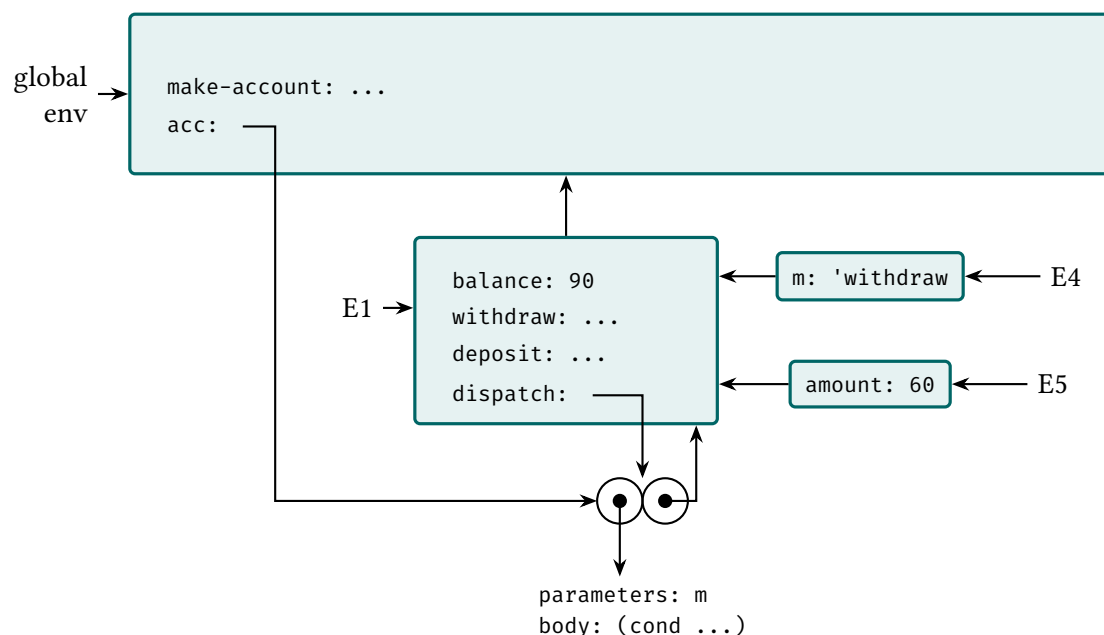 global
env
make-account: ...
acc:
E1
balance: 90
withdraw: ...
deposit: ...
dispatch:
m: 'withdraw
E4
amount: 60
E5
parameters: m
body: (cond ...)